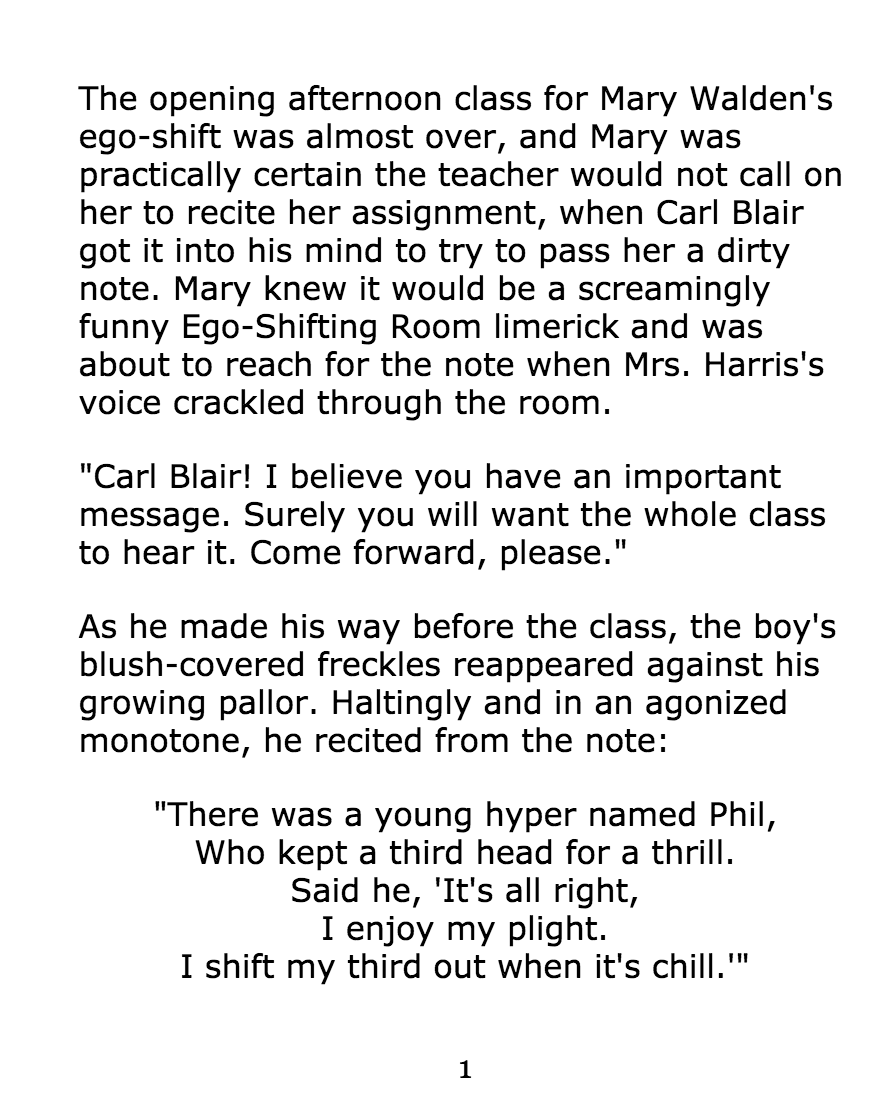 The opening afternoon class for Mary Walden's
ego-shift was almost over, and Mary was
practically certain the teacher would not call on
her to recite her assignment, when Carl Blair
got it into his mind to try to pass her a dirty
note. Mary knew it would be a screamingly
funny Ego-Shifting Room limerick and was
about to reach for the note when Mrs. Harris's
voice crackled through the room.
"Carl Blair! I believe you have an important
message. Surely you will want the whole class
to hear it. Come forward, please."
As he made his way before the class, the boy's
blush-covered freckles reappeared against his
growing pallor. Haltingly and in an agonized
monotone, he recited from the note:
"There was a young hyper named Phil,
Who kept a third head for a thrill.
Said he, 'It's all right,
I enjoy my plight.
I shift my third out when it's chill.'"
1